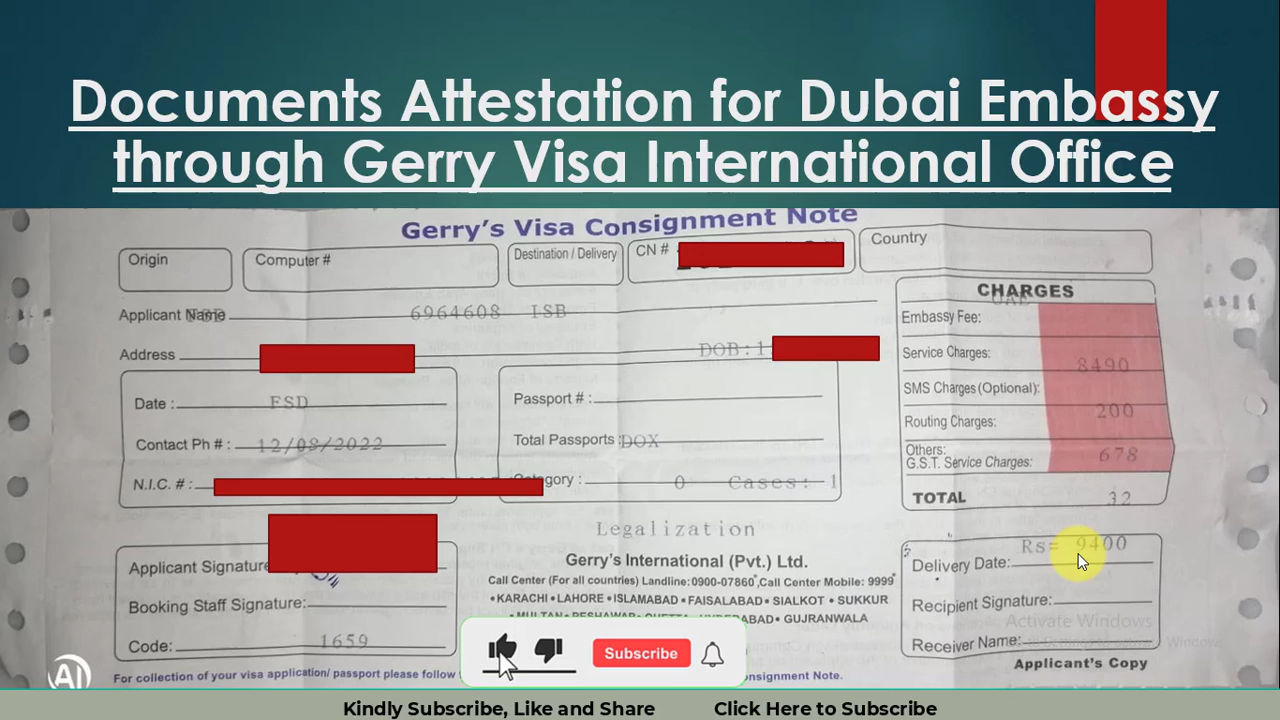 Documents Attestation for Dubai Embassy
through Gerry Visa International Office
Gerry's Visa Consignment Note
Origin
Computer #
Destination / Delivery
CN #
Country
CHARGES
UAE
Applicant Name
6964608 ISB
Embassy Fee:
Address
DOB:1
Service Charges:
8490
SMS Charges (Optional):
Date :
FSD
Passport # :
200
Routing Charges:
Contact Ph # :
12/08/2022
Total Passports :
DOX
Others:
678
G.S.T. Service Charges:
N.I.C. # :
Category :
0 Cases: 1
TOTAL
32
Legalization
Rs= 9400
Gerry's International (Pvt.) Ltd.
Applicant Signature
Delivery Date:
Call Center (For all countries) Landline:0900-07860, Call Center Mobile: 9999
•KARACHI •LAHORE •ISLAMABAD •FAISALABAD• SIALKOT • SUKKUR
Booking Staff Signature:
Recipient Signature:
•MULTAN• PESHAWAR• QUETTA• HYDERABAD• GUJRANWALA
Activate Windows
Code:
1659
Receiver Name:
Subscribe
Applicant's Copy
For collection of your visa application/ passport please follow
onsignment Note.
Kindly Subscribe, Like and Share
Click Here to Subscribe